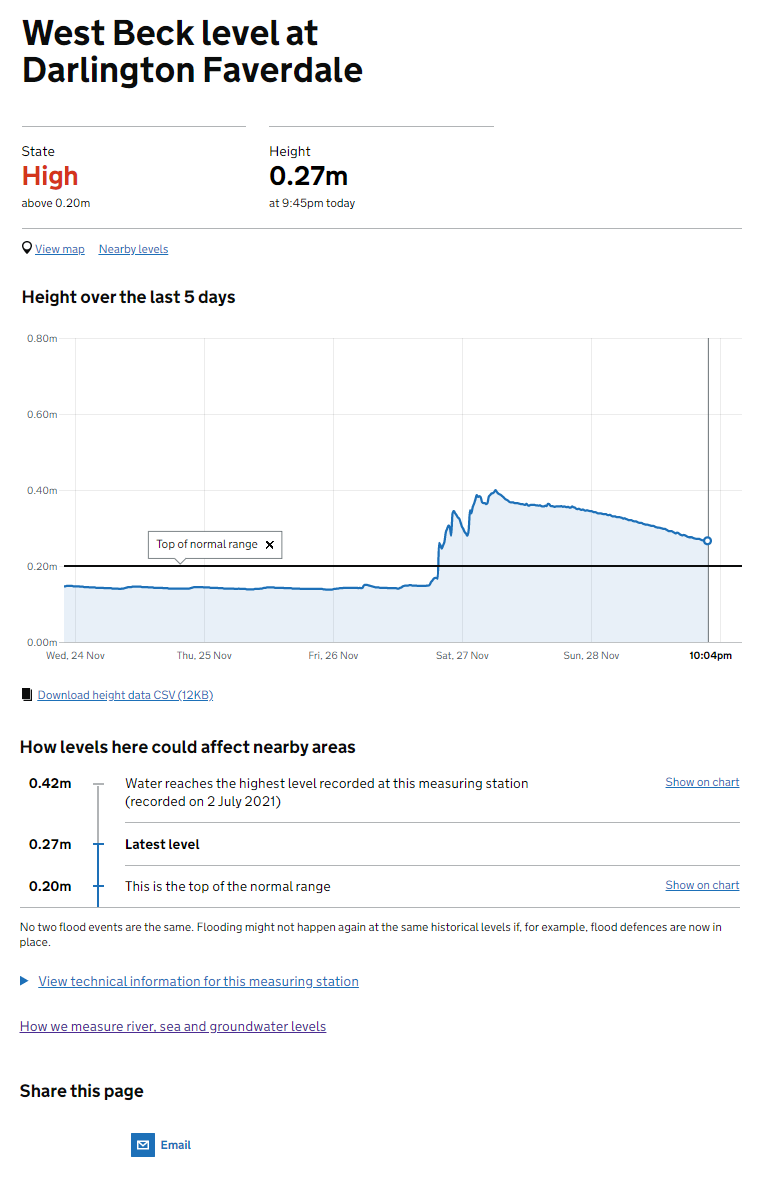 West Beck level at
Darlington Faverdale
State
High
above 0.20m
Height
0.27m
at 9:45pm today
View map
Nearby levels
Height over the last 5 days
0.80m
0.60m
0.40m
0.20m
0.00m
Top of normal range ×
Wed, 24 Nov
Thu, 25 Nov
Fri, 26 Nov
Sat, 27 Nov
Sun, 28 Nov
10:04pm
Download height data CSV (12KB)
How levels here could affect nearby areas
0.42m
Water reaches the highest level recorded at this measuring station
(recorded on 2 July 2021)
Show on chart
0.27m
Latest level
0.20m
This is the top of the normal range
Show on chart
No two flood events are the same. Flooding might not happen again at the same historical levels if, for example, flood defences are now in
place.
View technical information for this measuring station
How we measure river, sea and groundwater levels
Share this page
Email